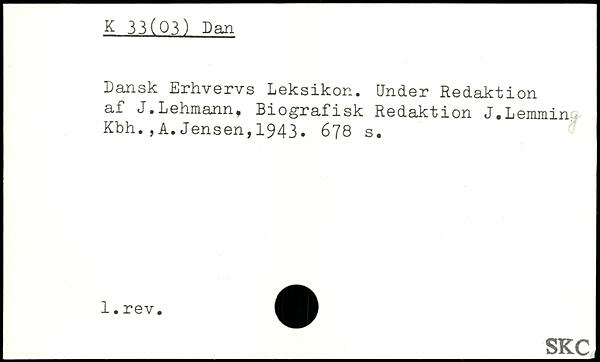 K 33(03) Dan
Dansk Erhvervs Leksikon. Under Redaktion
af J.Lehmann. Biografisk Redaktion J.Lemming
Kbh.,A.Jensen,1943. 678 s.
1.rev.
SKC